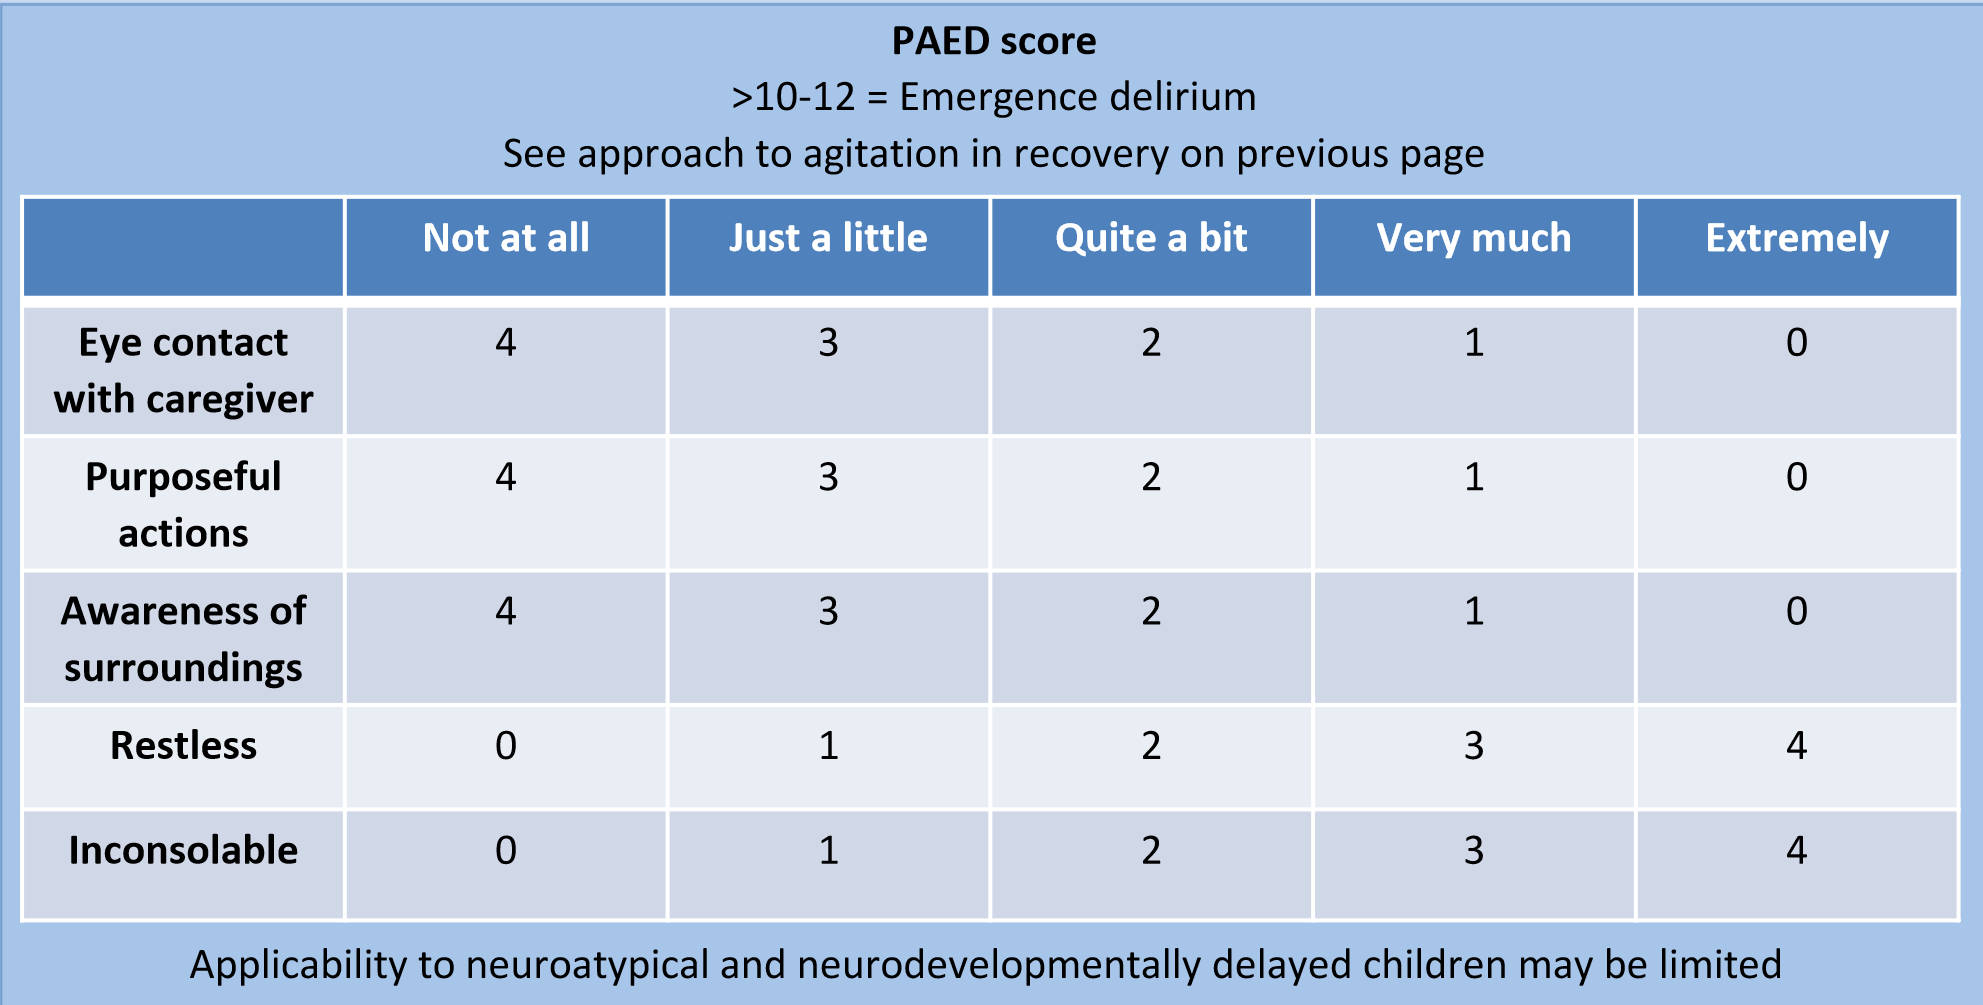 PAED score
>10-12 = Emergence delirium
See approach to agitation in recovery on previous page
Not at all Just a little Quite a bit Very much Extremely
Eye contact 4 3 2 1 0
with caregiver
Purposeful 4 3 2 1 0
actions
Awareness of 4 3 2 1 0
surroundings
Restless 0 1 2 3 4
Inconsolable 0 1 2 3 4
Applicability to neuroatypical and neurodevelopmentally delayed children may be limited